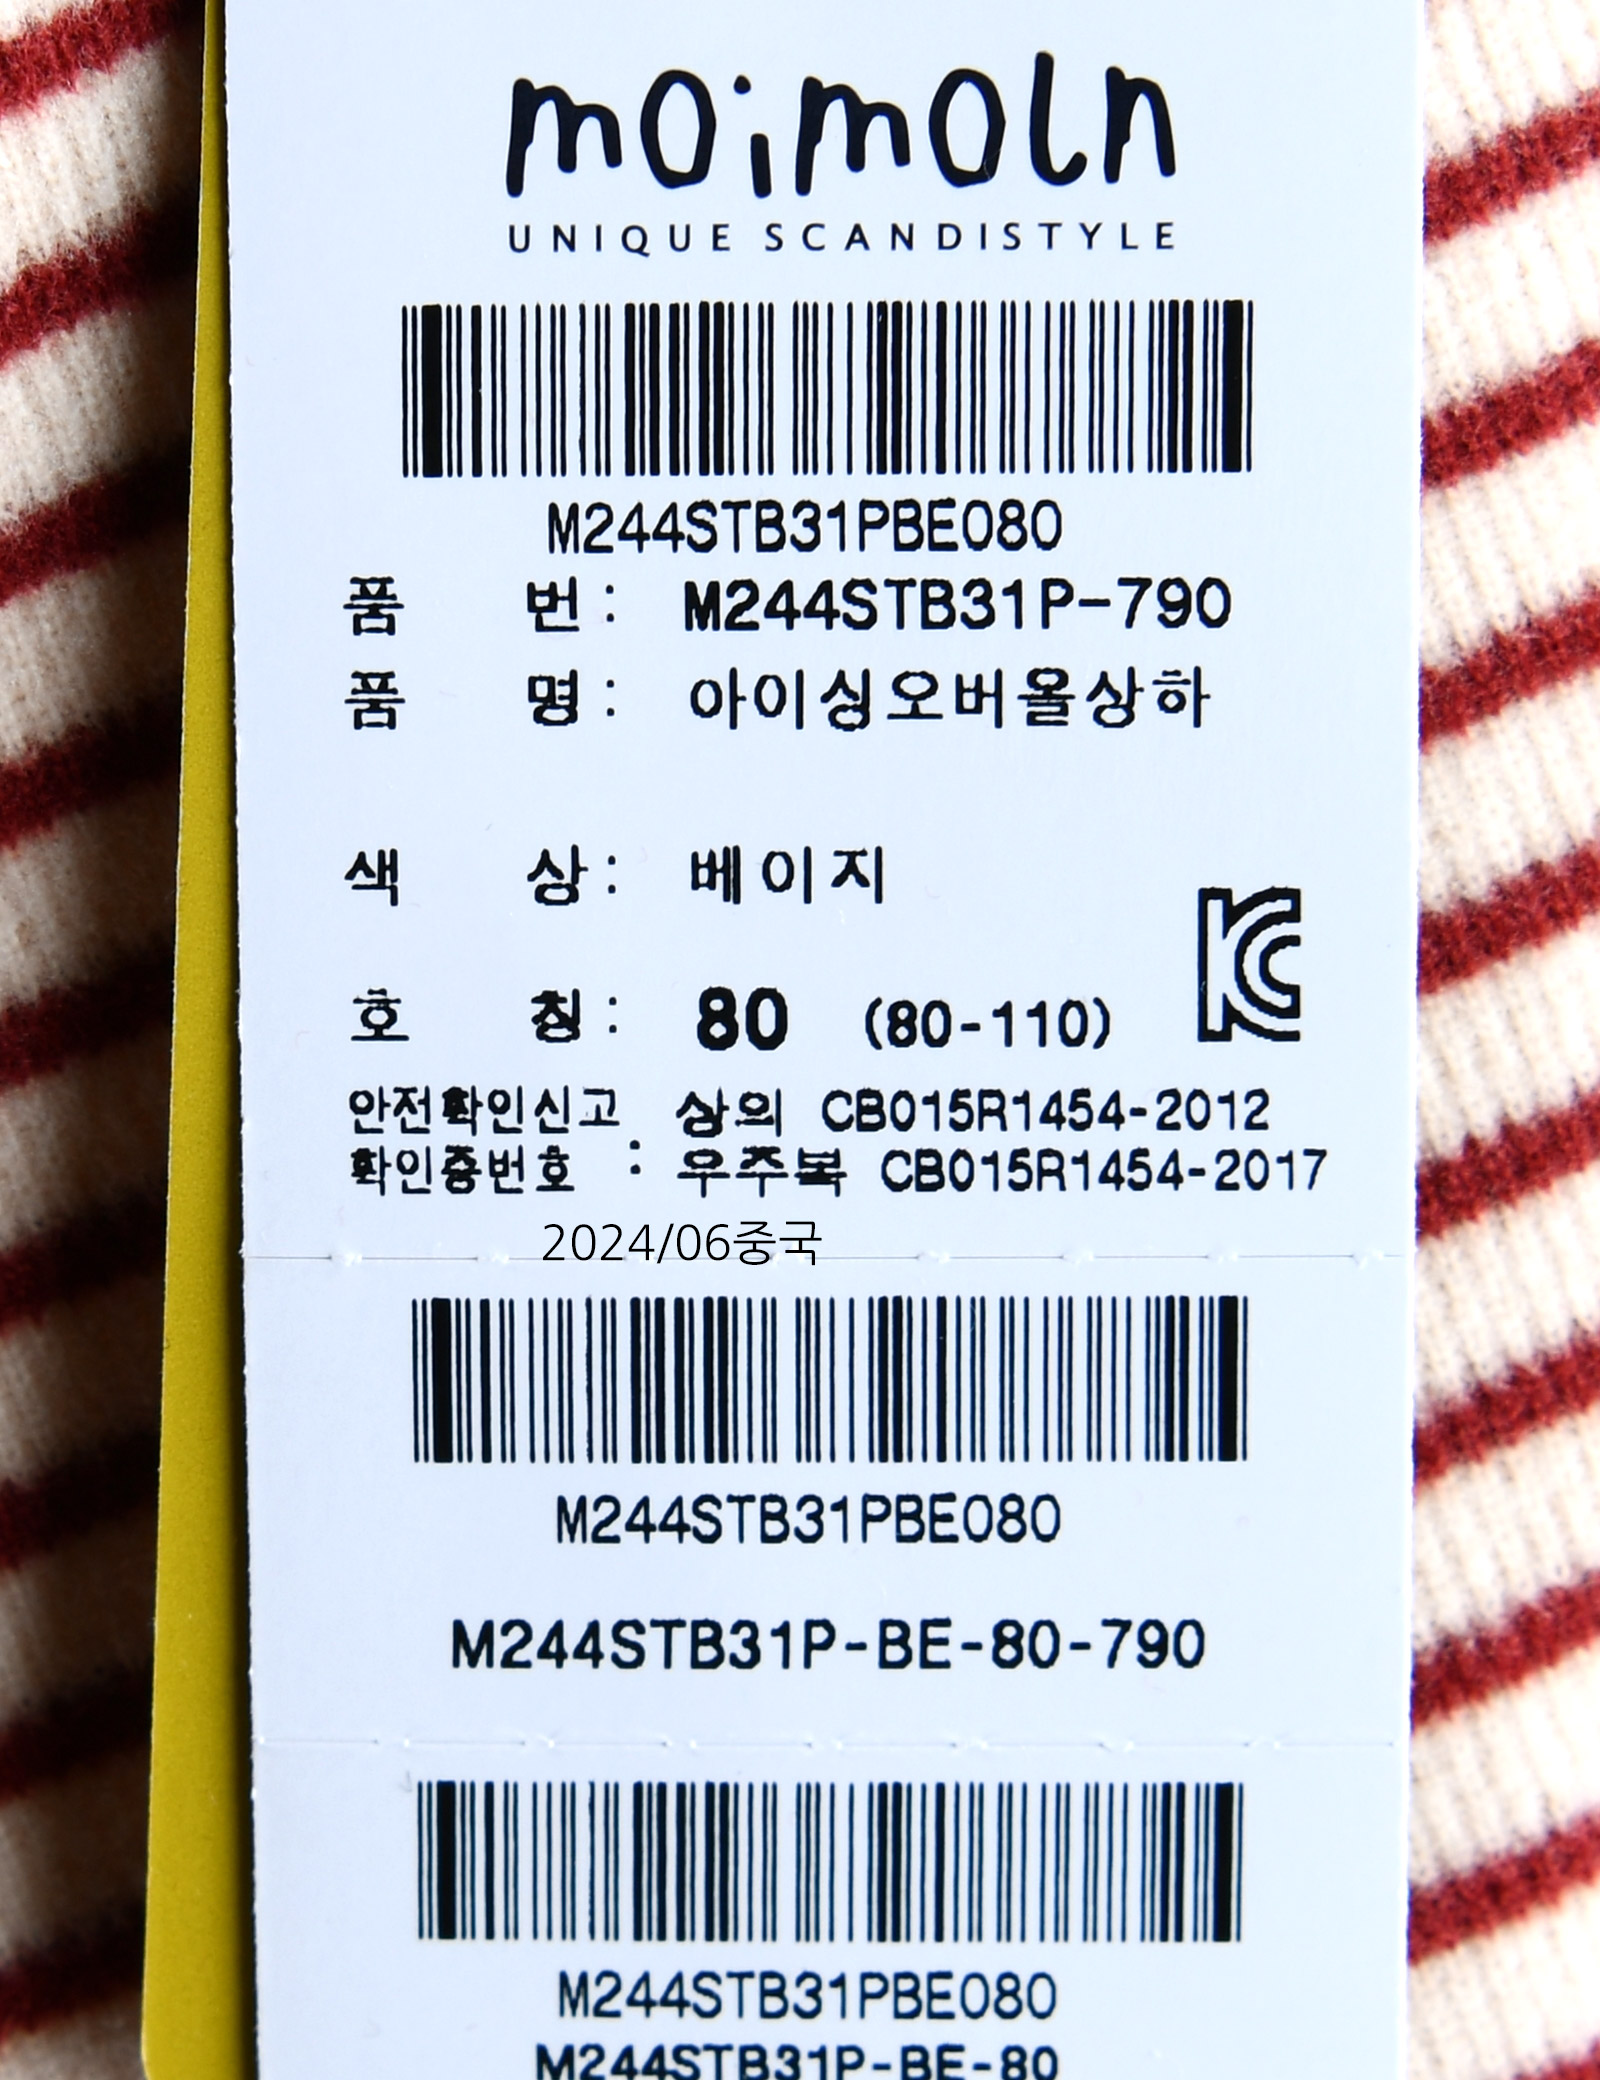 moimoln
UNIQUE SCANDISTYLE
M244STB31PBE080
품 번 : M244STB31P-790
품 명 : 아이싱오버올상하
색 상 : 베이지
호 칭 : 80 (80-110)
안전확인신고 상의 CB015R1454-2012
확인증번호 : 우주복 CB015R1454-2017
2024/06중국
M244STB31PBE080
M244STB31P-BE-80-790
M244STB31PBE080
M244STB31P-BE-80